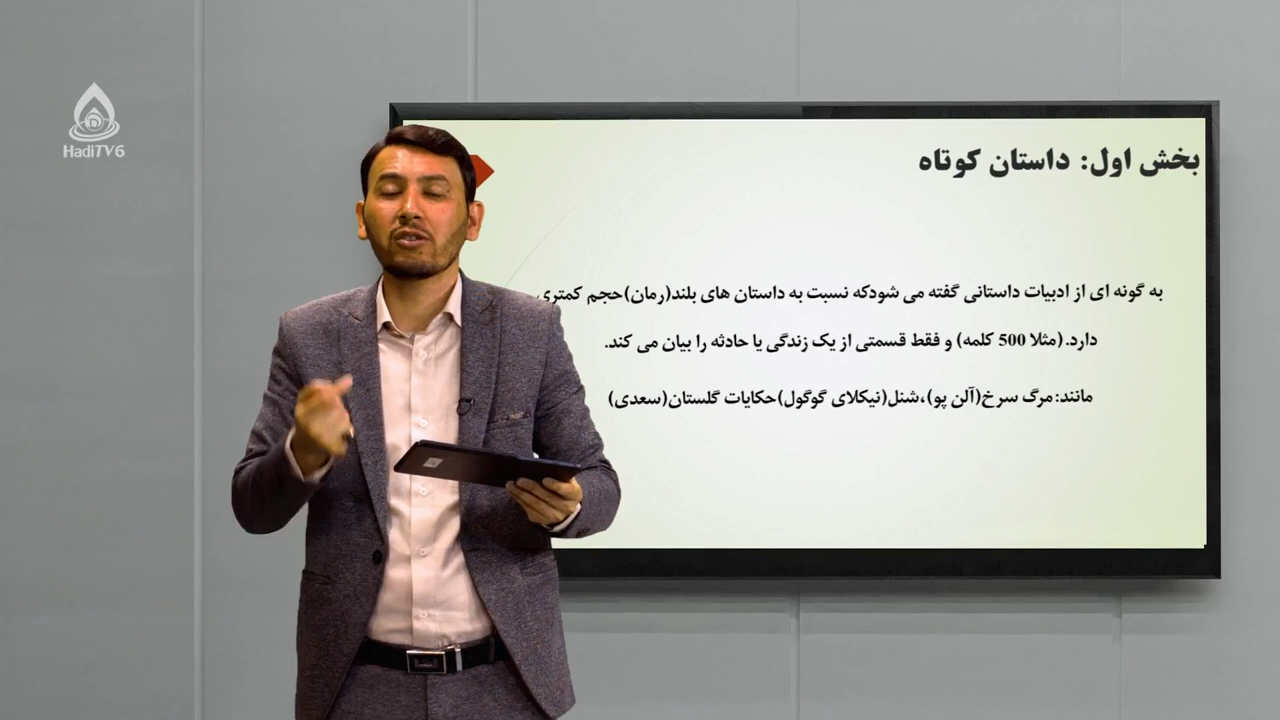 HadiTV6
بخش اول: داستان کوتاه
به گونه ای از ادبیات داستانی گفته می شودکه نسبت به داستان های بلند(رمان)حجم کمتری
دارد.(مثلا 500 کلمه) و فقط قسمتی از یک زندگی یا حادثه را بیان می کند.
مانند:مرگ سرخ(آلن پو)،شنل(نیکلای گوگول)حکایات گلستان(سعدی)